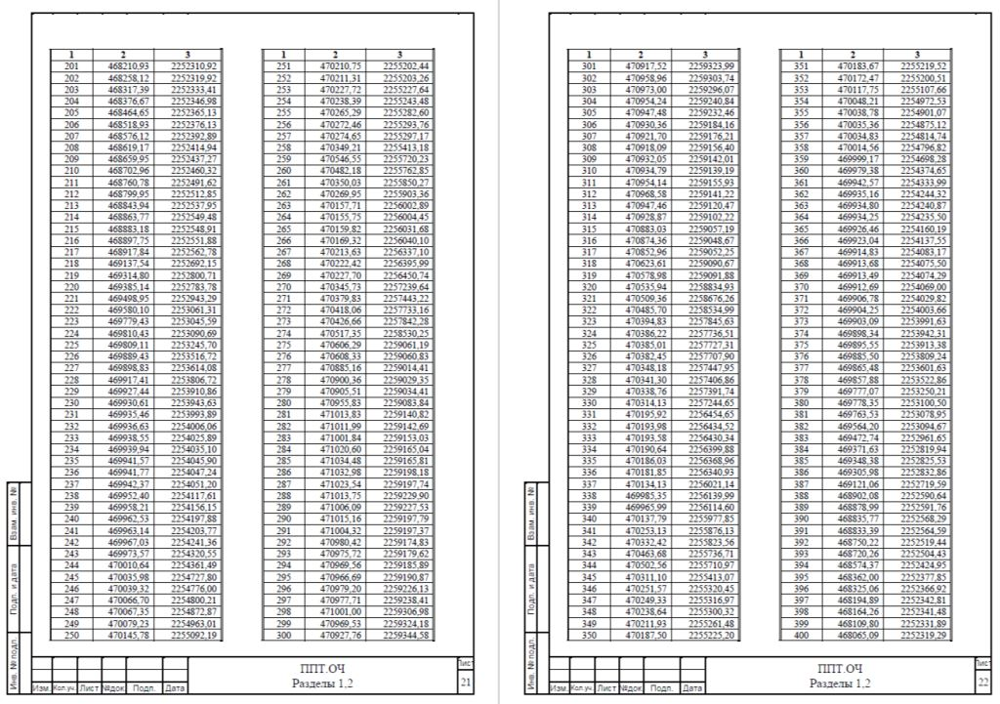 1 2 3
201 468210,93 2252310,92
202 468258,12 2252319,92
203 468317,39 2252333,41
204 468376,67 2252346,98
205 468464,65 2252365,13
206 468518,93 2252376,13
207 468576,12 2252392,89
208 468619,17 2252414,94
209 468659,95 2252437,27
210 468702,96 2252460,32
211 468760,78 2252491,62
212 468799,95 2252512,85
213 468843,94 2252537,95
214 468863,77 2252549,48
215 468883,18 2252548,91
216 468897,75 2252551,88
217 468917,84 2252562,78
218 469137,54 2252692,15
219 469314,80 2252800,71
220 469385,14 2252783,78
221 469498,95 2252943,29
222 469580,10 2253061,31
223 469779,43 2253045,59
224 469810,43 2253090,69
225 469809,11 2253245,70
226 469889,43 2253516,72
227 469898,83 2253614,08
228 469917,41 2253806,72
229 469927,44 2253910,86
230 469930,61 2253943,63
231 469935,46 2253993,89
232 469936,63 2254006,06
233 469938,55 2254025,89
234 469939,94 2254035,10
235 469941,57 2254045,90
236 469941,77 2254047,24
237 469942,37 2254051,20
238 469952,40 2254117,61
239 469958,21 2254156,15
240 469962,53 2254197,88
241 469963,14 2254203,77
242 469967,03 2254241,36
243 469973,57 2254320,55
244 470010,64 2254361,49
245 470035,98 2254727,80
246 470039,32 2254776,00
247 470066,70 2254800,21
248 470067,35 2254872,87
249 470079,23 2254963,01
250 470145,78 2255092,19
1 2 3
251 470210,75 2255202,44
252 470211,31 2255203,26
253 470227,72 2255227,64
254 470238,39 2255243,48
255 470265,29 2255282,60
256 470272,46 2255293,76
257 470274,65 2255297,17
258 470349,21 2255413,18
259 470546,55 2255720,23
260 470482,18 2255762,85
261 470350,03 2255850,27
262 470269,95 2255903,36
263 470157,71 2256002,89
264 470155,75 2256004,45
265 470159,82 2256031,68
266 470169,32 2256040,10
267 470213,63 2256337,10
268 470222,42 2256395,99
269 470227,70 2256450,74
270 470345,73 2257239,64
271 470379,83 2257443,22
272 470418,06 2257733,16
273 470426,66 2257842,28
274 470517,35 2258530,25
275 470606,29 2259061,19
276 470608,33 2259060,83
277 470885,16 2259014,41
278 470900,36 2259029,35
279 470905,51 2259034,41
280 470955,83 2259083,84
281 471013,83 2259140,82
282 471011,99 2259142,69
283 471001,84 2259153,03
284 471020,60 2259165,04
285 471034,48 2259165,81
286 471032,98 2259198,18
287 471023,54 2259197,74
288 471013,75 2259229,90
289 471006,09 2259227,53
290 471015,16 2259197,79
291 471004,32 2259197,37
292 470980,42 2259174,83
293 470975,72 2259179,62
294 470969,56 2259185,89
295 470966,69 2259190,87
296 470979,20 2259226,13
297 470977,71 2259238,41
298 471001,00 2259306,98
299 470969,53 2259324,18
300 470927,76 2259344,58
Взам. инв. №
Подп. и дата
Инв. № подл.
Изм. Кол.уч. Лист №док Подп. Дата
ППТ.ОЧ
Разделы 1,2
Лист
21
1 2 3
301 470917,52 2259323,99
302 470958,96 2259303,74
303 470973,00 2259296,07
304 470954,24 2259240,84
305 470947,48 2259232,46
306 470930,36 2259184,16
307 470921,70 2259176,21
308 470918,09 2259156,40
309 470932,05 2259142,01
310 470934,79 2259139,19
311 470954,14 2259155,93
312 470968,58 2259141,22
313 470947,46 2259120,47
314 470928,87 2259102,22
315 470883,03 2259057,19
316 470874,36 2259048,67
317 470852,96 2259052,25
318 470623,61 2259090,67
319 470578,98 2259091,88
320 470535,94 2258834,93
321 470509,36 2258676,26
322 470485,70 2258534,99
323 470394,83 2257845,63
324 470386,22 2257736,51
325 470385,01 2257727,31
326 470382,45 2257707,90
327 470348,18 2257447,95
328 470341,30 2257406,86
329 470338,76 2257391,74
330 470314,13 2257244,65
331 470195,92 2256454,65
332 470193,98 2256434,52
333 470193,58 2256430,34
334 470190,64 2256399,88
335 470186,03 2256368,96
336 470181,85 2256340,93
337 470134,13 2256021,14
338 469985,35 2256139,99
339 469965,99 2256114,60
340 470137,79 2255977,85
341 470253,13 2255876,13
342 470332,42 2255823,56
343 470463,68 2255736,71
344 470502,56 2255710,97
345 470311,10 2255413,07
346 470251,57 2255320,45
347 470249,33 2255316,97
348 470238,64 2255300,32
349 470211,93 2255261,48
350 470187,50 2255225,20
1 2 3
351 470183,67 2255219,52
352 470172,47 2255200,51
353 470117,75 2255107,66
354 470048,21 2254972,53
355 470038,78 2254901,07
356 470035,36 2254875,12
357 470034,83 2254814,74
358 470014,56 2254796,82
359 469999,17 2254698,28
360 469979,38 2254374,65
361 469942,57 2254333,99
362 469935,16 2254244,32
363 469934,80 2254240,87
364 469934,25 2254235,50
365 469926,46 2254160,19
366 469923,04 2254137,55
367 469914,83 2254083,17
368 469913,68 2254075,50
369 469913,49 2254074,29
370 469912,69 2254069,00
371 469906,78 2254029,82
372 469904,25 2254003,66
373 469903,09 2253991,63
374 469898,34 2253942,31
375 469895,55 2253913,38
376 469885,50 2253809,24
377 469865,48 2253601,63
378 469857,88 2253522,86
379 469777,07 2253250,21
380 469778,35 2253100,50
381 469763,53 2253078,95
382 469564,20 2253094,67
383 469472,74 2252961,65
384 469371,63 2252819,94
385 469348,38 2252825,53
386 469305,98 2252832,86
387 469121,06 2252719,59
388 468902,08 2252590,64
389 468878,99 2252591,76
390 468835,77 2252568,29
391 468833,39 2252564,59
392 468750,22 2252519,44
393 468720,26 2252504,43
394 468574,37 2252424,95
395 468362,00 2252377,85
396 468325,06 2252366,92
397 468194,89 2252342,81
398 468164,26 2252341,48
399 468109,80 2252331,89
400 468065,09 2252319,29
Взам. инв. №
Подп. и дата
Инв. № подл.
Изм. Кол.уч. Лист №док Подп. Дата
ППТ.ОЧ
Разделы 1,2
Лист
22